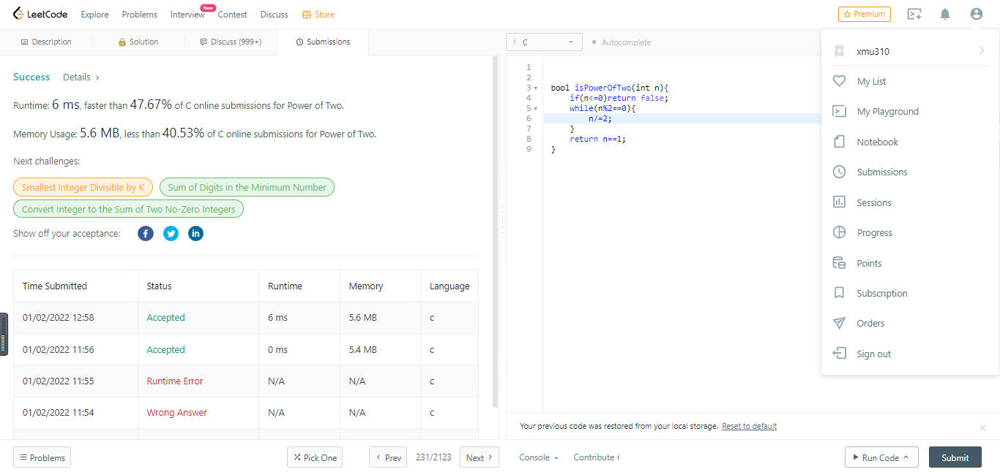 LeetCode Explore Problems Interview New Contest Discuss Store Premium
Description Solution Discuss (999+) Submissions
Success Details ›
Runtime: 6 ms, faster than 47.67% of C online submissions for Power of Two.
Memory Usage: 5.6 MB, less than 40.53% of C online submissions for Power of Two.
Next challenges:
Smallest Integer Divisible by K Sum of Digits in the Minimum Number
Convert Integer to the Sum of Two No-Zero Integers
Show off your acceptance:
Time Submitted Status Runtime Memory Language
01/02/2022 12:58 Accepted 6 ms 5.6 MB c
01/02/2022 11:56 Accepted 0 ms 5.4 MB c
01/02/2022 11:55 Runtime Error N/A N/A c
01/02/2022 11:54 Wrong Answer N/A N/A c
Problems Pick One ‹ Prev 231/2123 Next ›
i C Autocomplete
1
2
3 bool isPowerOfTwo(int n){
4 if(n<=0)return false;
5 while(n%2==0){
6 n/=2;
7 }
8 return n==1;
9 }
Your previous code was restored from your local storage. Reset to default
Console Contribute i Run Code Submit
xmu310
My List
My Playground
Notebook
Submissions
Sessions
Progress
Points
Subscription
Orders
Sign out